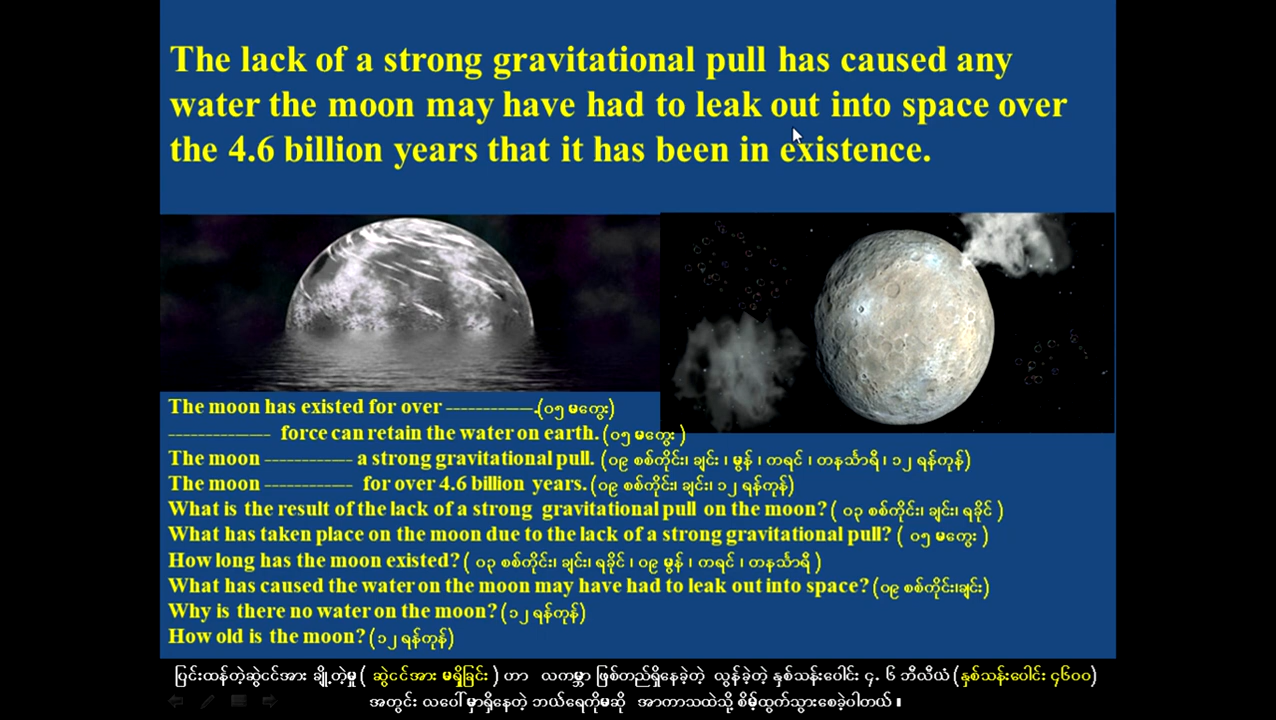 The lack of a strong gravitational pull has caused any
water the moon may have had to leak out into space over
the 4.6 billion years that it has been in existence.
The moon has existed for over --------------.(၀၅ မကွေး)
---------------- force can retain the water on earth. (၀၅ မကွေး )
The moon -------------- a strong gravitational pull. (၀၉ စစ်ကိုင်း၊ ချင်း ၊ မွန် ၊ ကရင် ၊ တနင်္သာရီ ၊ ၁၂ ရန်ကုန်)
The moon -------------- for over 4.6 billion years. (၀၉ စစ်ကိုင်း၊ ချင်း၊ ၁၂ ရန်ကုန်)
What is the result of the lack of a strong gravitational pull on the moon? ( ၀၃ စစ်ကိုင်း၊ ချင်း၊ ရခိုင် )
What has taken place on the moon due to the lack of a strong gravitational pull? ( ၀၅ မကွေး )
How long has the moon existed? ( ၀၃ စစ်ကိုင်း၊ ချင်း၊ ရခိုင် ၊ ၀၉ မွန် ၊ ကရင် ၊ တနင်္သာရီ )
What has caused the water on the moon may have had to leak out into space? (၀၉ စစ်ကိုင်း၊ချင်း)
Why is there no water on the moon? (၁၂ ရန်ကုန်)
How old is the moon? (၁၂ ရန်ကုန်)
ပြင်းထန်တဲ့ဆွဲငင်အား ချို့တဲ့မှု ( ဆွဲငင်အား မရှိခြင်း ) ဟာ လကမ္ဘာ ဖြစ်တည်ရှိနေခဲ့တဲ့ လွန်ခဲ့တဲ့ နှစ်သန်းပေါင်း ၄. ၆ ဘီလီယံ (နှစ်သန်းပေါင်း ၄၆၀၀)
အတွင်း လပေါ်မှာရှိနေတဲ့ ဘယ်ရေကိုမဆို အာကာသထဲသို့ စိမ့်ထွက်သွားစေခဲ့ပါတယ် ။